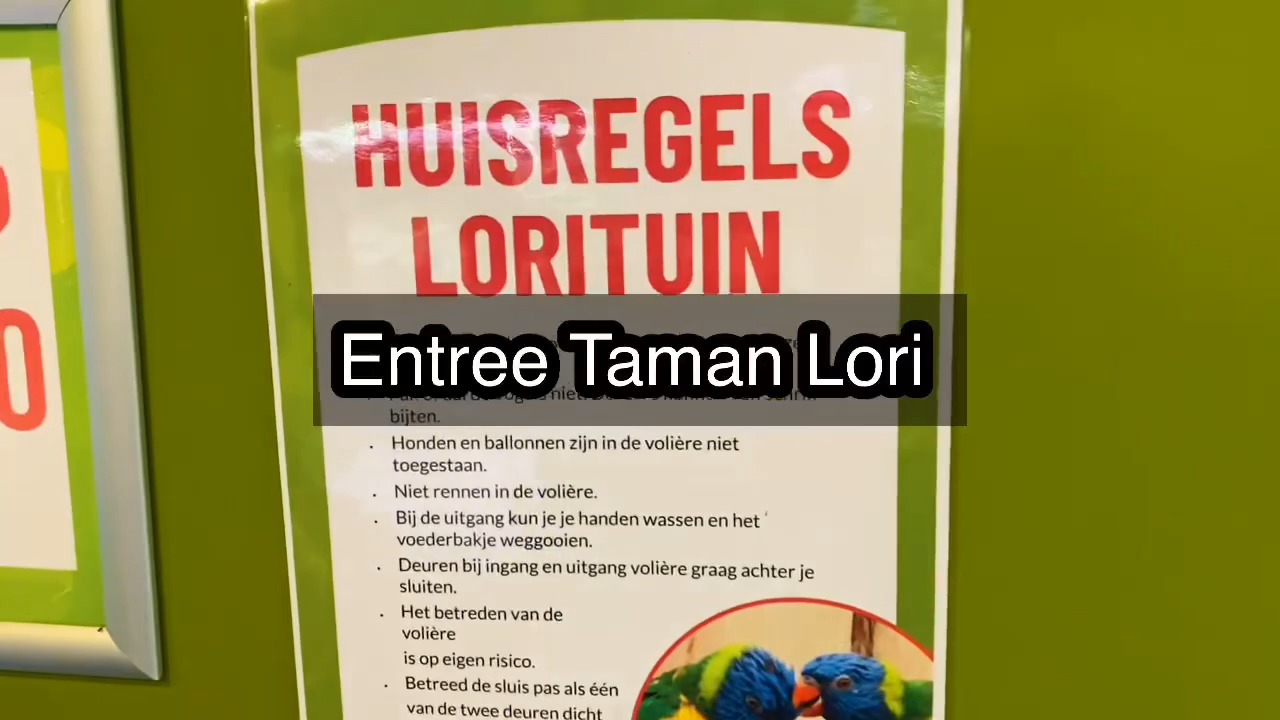 HUISREGELS
LORITUIN
Entree Taman Lori
bijten.
Honden en ballonnen zijn in de volière niet
toegestaan.
Niet rennen in de volière.
Bij de uitgang kun je je handen wassen en het
voederbakje weggooien.
Deuren bij ingang en uitgang volière graag achter je
sluiten.
Het betreden van de
volière
is op eigen risico.
Betreed de sluis pas als één
van de twee deuren dicht